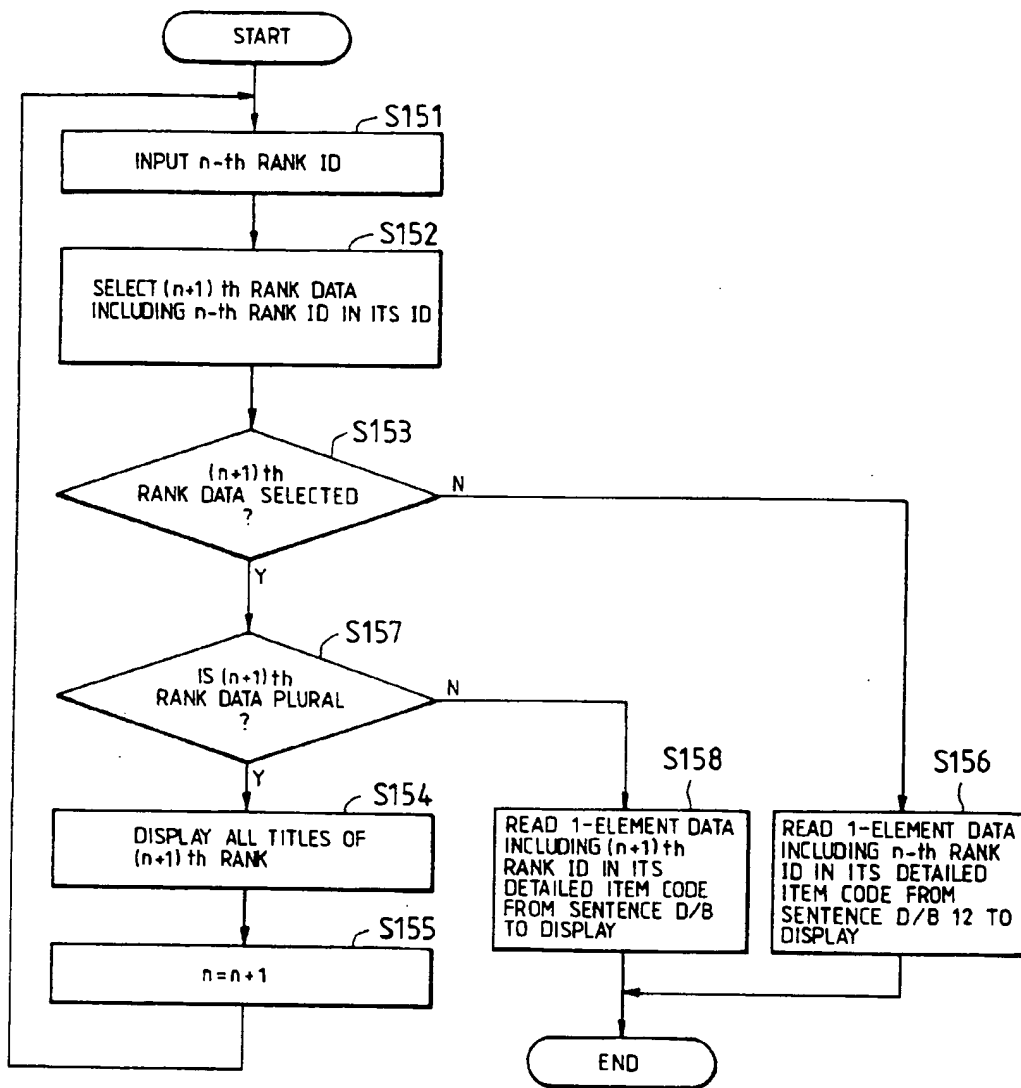 START
S151
INPUT n-th RANK ID
S152
SELECT (n+1) th RANK DATA
INCLUDING n-th RANK ID IN ITS ID
S153
(n+1) th
RANK DATA SELECTED
?
N
Y
S157
IS (n+1) th
RANK DATA PLURAL
?
N
Y
S154
DISPLAY ALL TITLES OF
(n+1) th RANK
S155
n=n+1
S158
READ 1-ELEMENT DATA
INCLUDING (n+1) th
RANK ID IN ITS
DETAILED ITEM CODE
FROM SENTENCE D/B
TO DISPLAY
S156
READ 1-ELEMENT DATA
INCLUDING n-th RANK
ID IN ITS DETAILED
ITEM CODE FROM
SENTENCE D/B 12 TO
DISPLAY
END